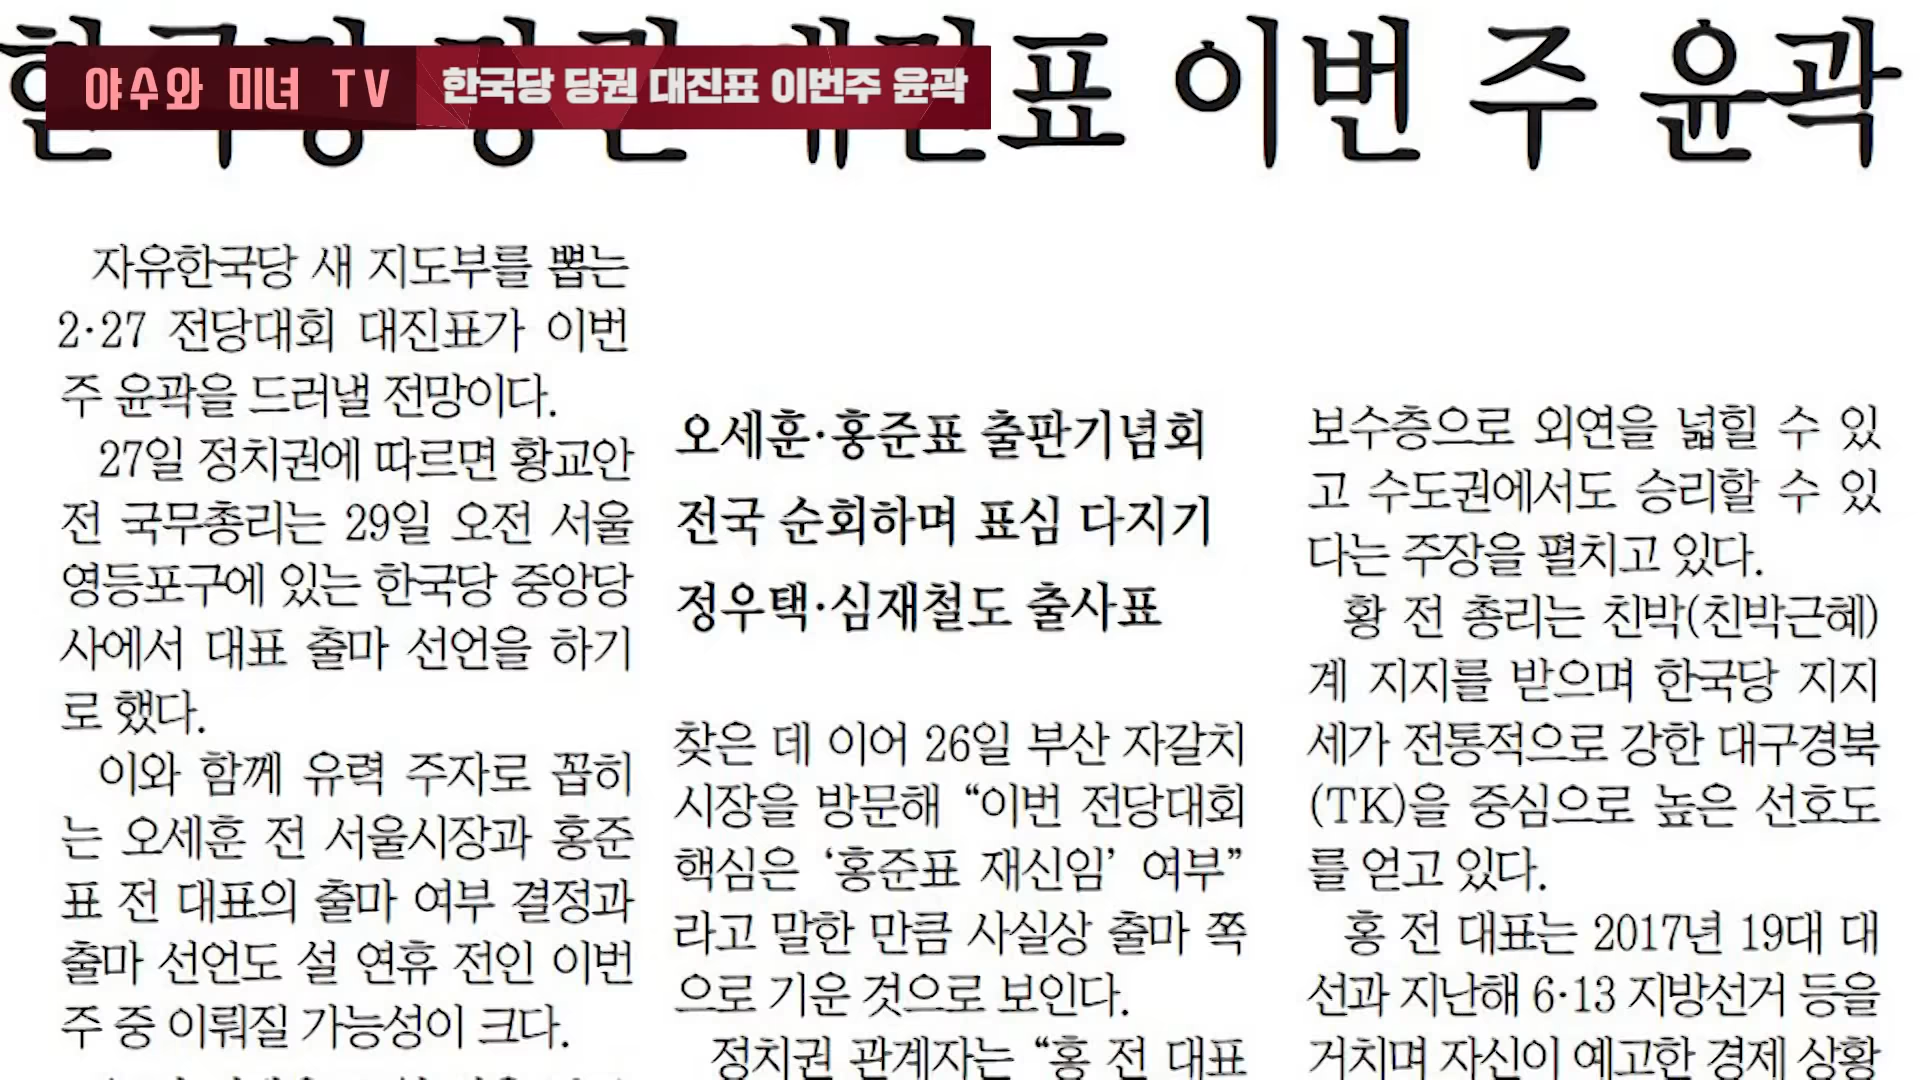 한국당 당권 대진표 이번 주 윤곽
야수와 미녀 TV
한국당 당권 대진표 이번주 윤곽
자유한국당 새 지도부를 뽑는
2·27 전당대회 대진표가 이번
주 윤곽을 드러낼 전망이다.
27일 정치권에 따르면 황교안
전 국무총리는 29일 오전 서울
영등포구에 있는 한국당 중앙당
사에서 대표 출마 선언을 하기
로 했다.
이와 함께 유력 주자로 꼽히
는 오세훈 전 서울시장과 홍준
표 전 대표의 출마 여부 결정과
출마 선언도 설 연휴 전인 이번
주 중 이뤄질 가능성이 크다.
오세훈·홍준표 출판기념회
전국 순회하며 표심 다지기
정우택·심재철도 출사표
찾은 데 이어 26일 부산 자갈치
시장을 방문해 “이번 전당대회
핵심은 ‘홍준표 재신임’ 여부”
라고 말한 만큼 사실상 출마 쪽
으로 기운 것으로 보인다.
정치권 관계자는 “홍 전 대표
보수층으로 외연을 넓힐 수 있
고 수도권에서도 승리할 수 있
다는 주장을 펼치고 있다.
황 전 총리는 친박(친박근혜)
계 지지를 받으며 한국당 지지
세가 전통적으로 강한 대구경북
(TK)을 중심으로 높은 선호도
를 얻고 있다.
홍 전 대표는 2017년 19대 대
선과 지난해 6·13 지방선거 등을
거치며 자신이 예고한 경제 상황